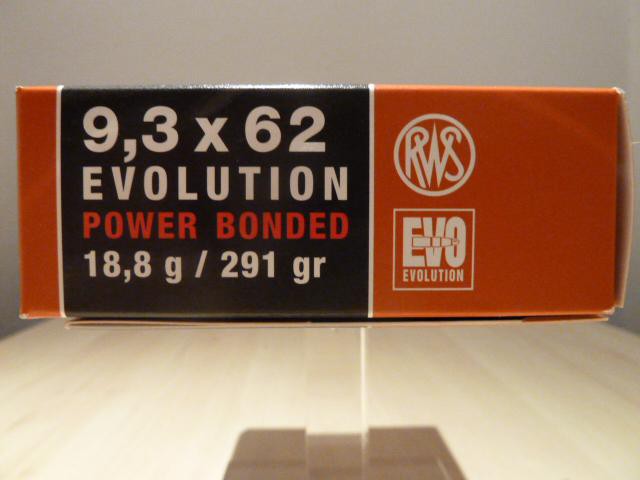 9,3 x 62
EVOLUTION
POWER BONDED
18,8 g / 291 gr
RWS
EVO
EVOLUTION